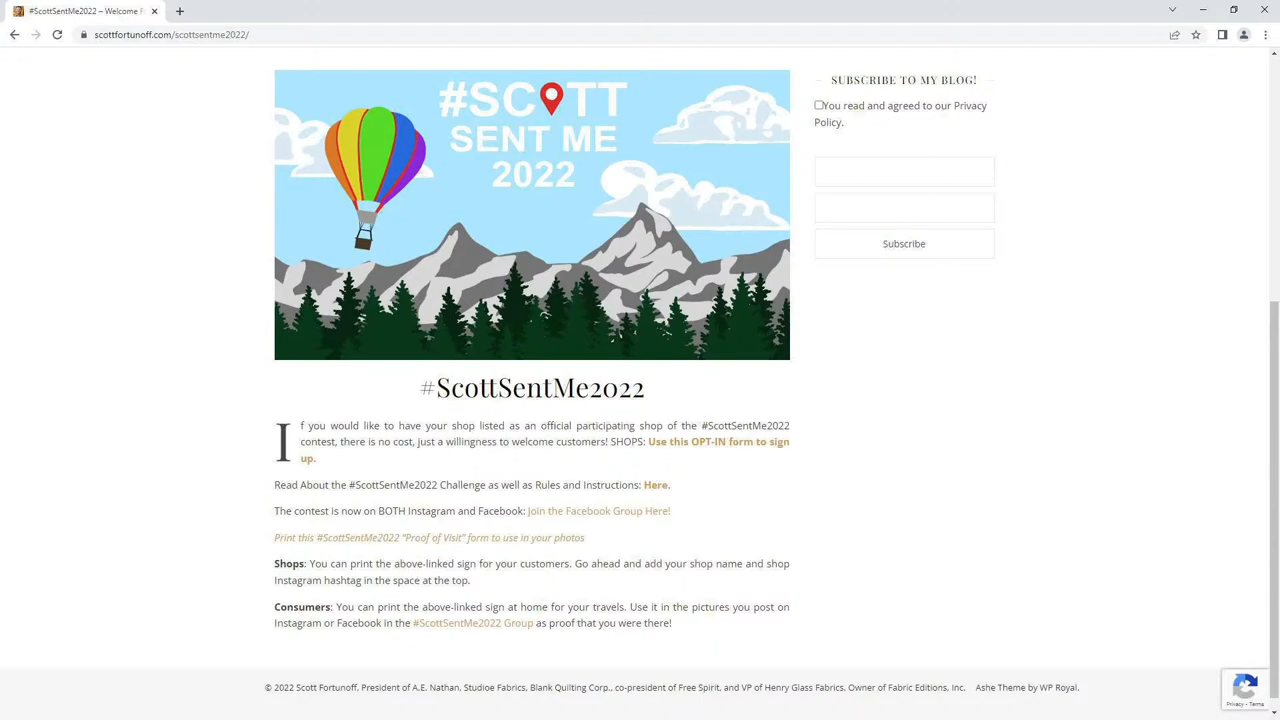 #ScottSentMe2022 – Welcome F
scottfortunoff.com/scottsentme2022/
#SCOTT
SENT ME
2022
SUBSCRIBE TO MY BLOG!
You read and agreed to our Privacy
Policy.
Subscribe
#ScottSentMe2022
If you would like to have your shop listed as an official participating shop of the #ScottSentMe2022
contest, there is no cost, just a willingness to welcome customers! SHOPS: Use this OPT-IN form to sign
up.
Read About the #ScottSentMe2022 Challenge as well as Rules and Instructions: Here.
The contest is now on BOTH Instagram and Facebook: Join the Facebook Group Here!
Print this #ScottSentMe2022 “Proof of Visit” form to use in your photos
Shops: You can print the above-linked sign for your customers. Go ahead and add your shop name and shop
Instagram hashtag in the space at the top.
Consumers: You can print the above-linked sign at home for your travels. Use it in the pictures you post on
Instagram or Facebook in the #ScottSentMe2022 Group as proof that you were there!
© 2022 Scott Fortunoff, President of A.E. Nathan, Studioe Fabrics, Blank Quilting Corp., co-president of Free Spirit, and VP of Henry Glass Fabrics. Owner of Fabric Editions, Inc. Ashe Theme by WP Royal.
Privacy - Terms